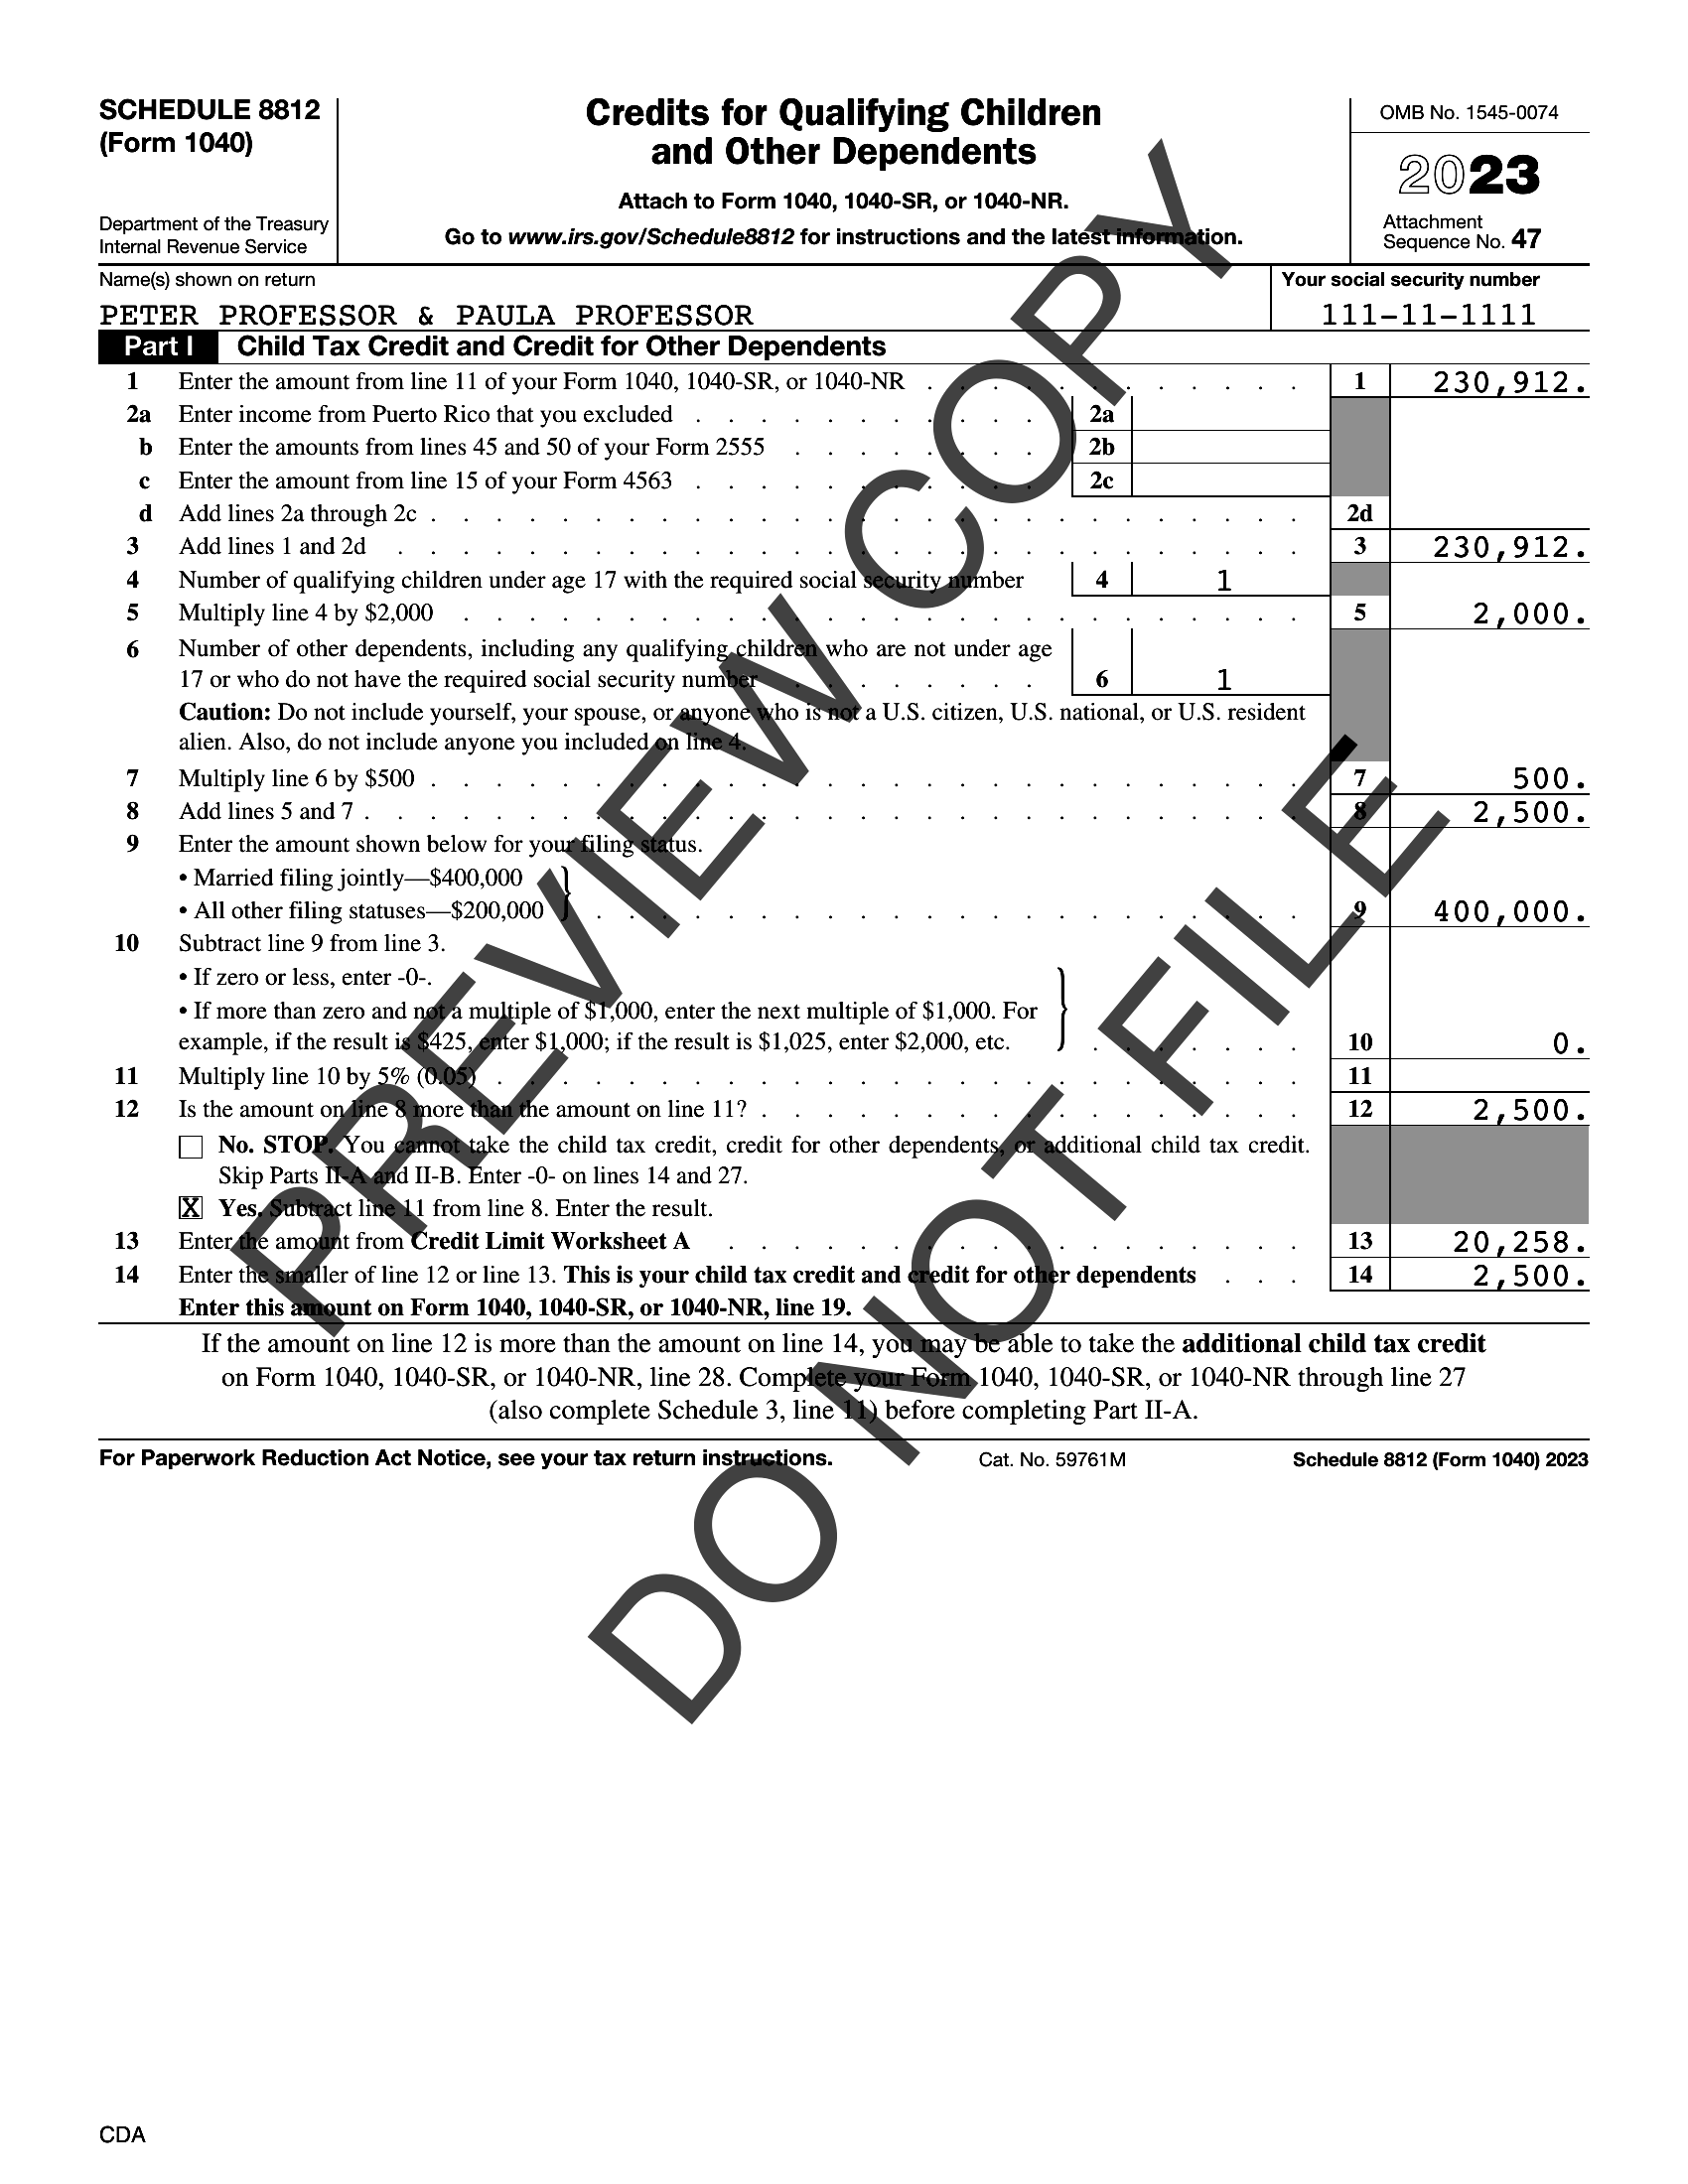 SCHEDULE 8812
(Form 1040)
Department of the Treasury
Internal Revenue Service
Credits for Qualifying Children
and Other Dependents
Attach to Form 1040, 1040-SR, or 1040-NR.
Go to www.irs.gov/Schedule8812 for instructions and the latest information.
OMB No. 1545-0074
2023
Attachment
Sequence No. 47
Name(s) shown on return
PETER PROFESSOR & PAULA PROFESSOR
Your social security number
111-11-1111
Part I Child Tax Credit and Credit for Other Dependents
1 Enter the amount from line 11 of your Form 1040, 1040-SR, or 1040-NR . . . . . . . . . . . . 1 230,912.
2a Enter income from Puerto Rico that you excluded . . . . . . . . . . . 2a
b Enter the amounts from lines 45 and 50 of your Form 2555 . . . . . . . . 2b
c Enter the amount from line 15 of your Form 4563 . . . . . . . . . . . 2c
d Add lines 2a through 2c . . . . . . . . . . . . . . . . . . . . . . . . . . . 2d
3 Add lines 1 and 2d . . . . . . . . . . . . . . . . . . . . . . . . . . . . 3 230,912.
4 Number of qualifying children under age 17 with the required social security number 4 1
5 Multiply line 4 by $2,000 . . . . . . . . . . . . . . . . . . . . . . . . . . 5 2,000.
6 Number of other dependents, including any qualifying children who are not under age
17 or who do not have the required social security number . . . . . . . . 6 1
Caution: Do not include yourself, your spouse, or anyone who is not a U.S. citizen, U.S. national, or U.S. resident
alien. Also, do not include anyone you included on line 4.
7 Multiply line 6 by $500 . . . . . . . . . . . . . . . . . . . . . . . . . . . 7 500.
8 Add lines 5 and 7 . . . . . . . . . . . . . . . . . . . . . . . . . . . . . 8 2,500.
9 Enter the amount shown below for your filing status.
• Married filing jointly—$400,000
• All other filing statuses—$200,000 } . . . . . . . . . . . . . . . . . . . . . . 9 400,000.
10 Subtract line 9 from line 3.
• If zero or less, enter -0-.
• If more than zero and not a multiple of $1,000, enter the next multiple of $1,000. For
example, if the result is $425, enter $1,000; if the result is $1,025, enter $2,000, etc. } . . . . . . . 10 0.
11 Multiply line 10 by 5% (0.05) . . . . . . . . . . . . . . . . . . . . . . . . . 11
12 Is the amount on line 8 more than the amount on line 11? . . . . . . . . . . . . . . . . . 12 2,500.
No. STOP. You cannot take the child tax credit, credit for other dependents, or additional child tax credit.
Skip Parts II-A and II-B. Enter -0- on lines 14 and 27.
X Yes. Subtract line 11 from line 8. Enter the result.
13 Enter the amount from Credit Limit Worksheet A . . . . . . . . . . . . . . . . . . 13 20,258.
14 Enter the smaller of line 12 or line 13. This is your child tax credit and credit for other dependents . . . 14 2,500.
Enter this amount on Form 1040, 1040-SR, or 1040-NR, line 19.
If the amount on line 12 is more than the amount on line 14, you may be able to take the additional child tax credit
on Form 1040, 1040-SR, or 1040-NR, line 28. Complete your Form 1040, 1040-SR, or 1040-NR through line 27
(also complete Schedule 3, line 11) before completing Part II-A.
For Paperwork Reduction Act Notice, see your tax return instructions. Cat. No. 59761M Schedule 8812 (Form 1040) 2023
CDA
PREVIEW COPY
DO NOT FILE